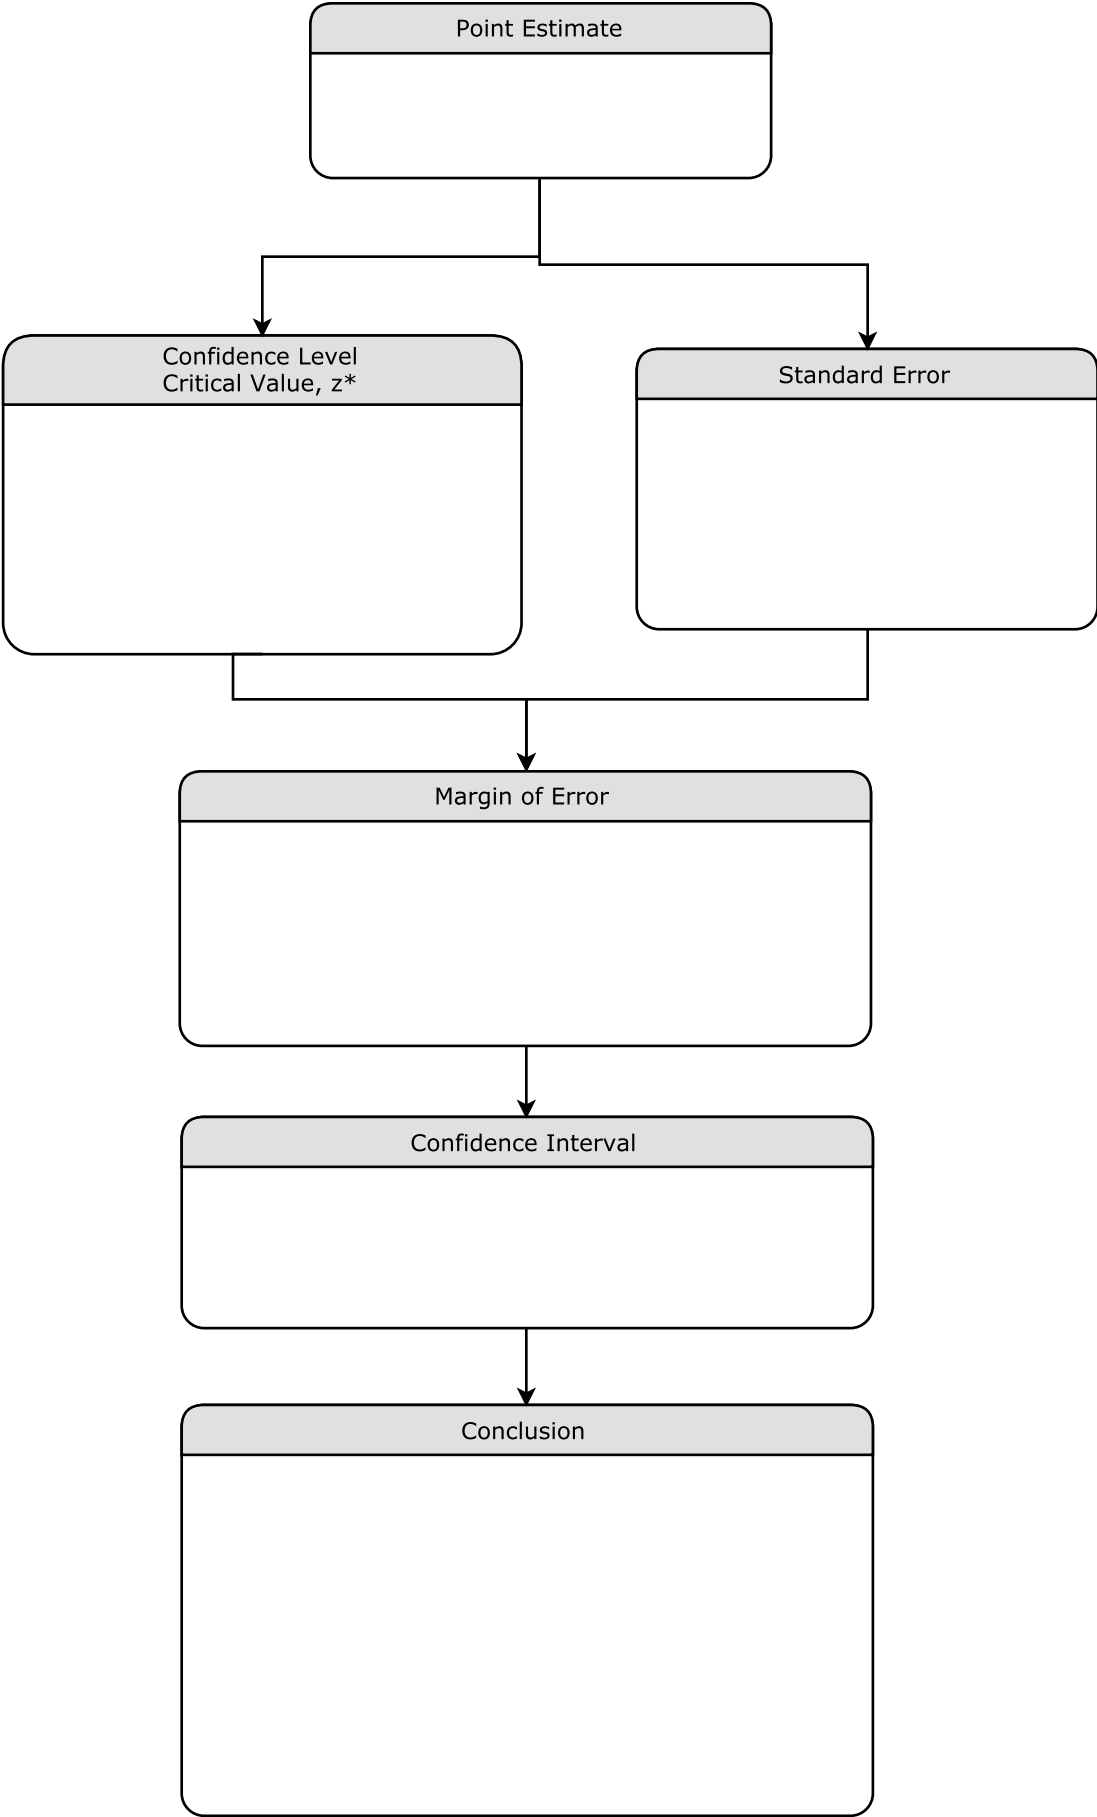 Point Estimate
Confidence Level
Critical Value, z*
Standard Error
Margin of Error
Confidence Interval
Conclusion